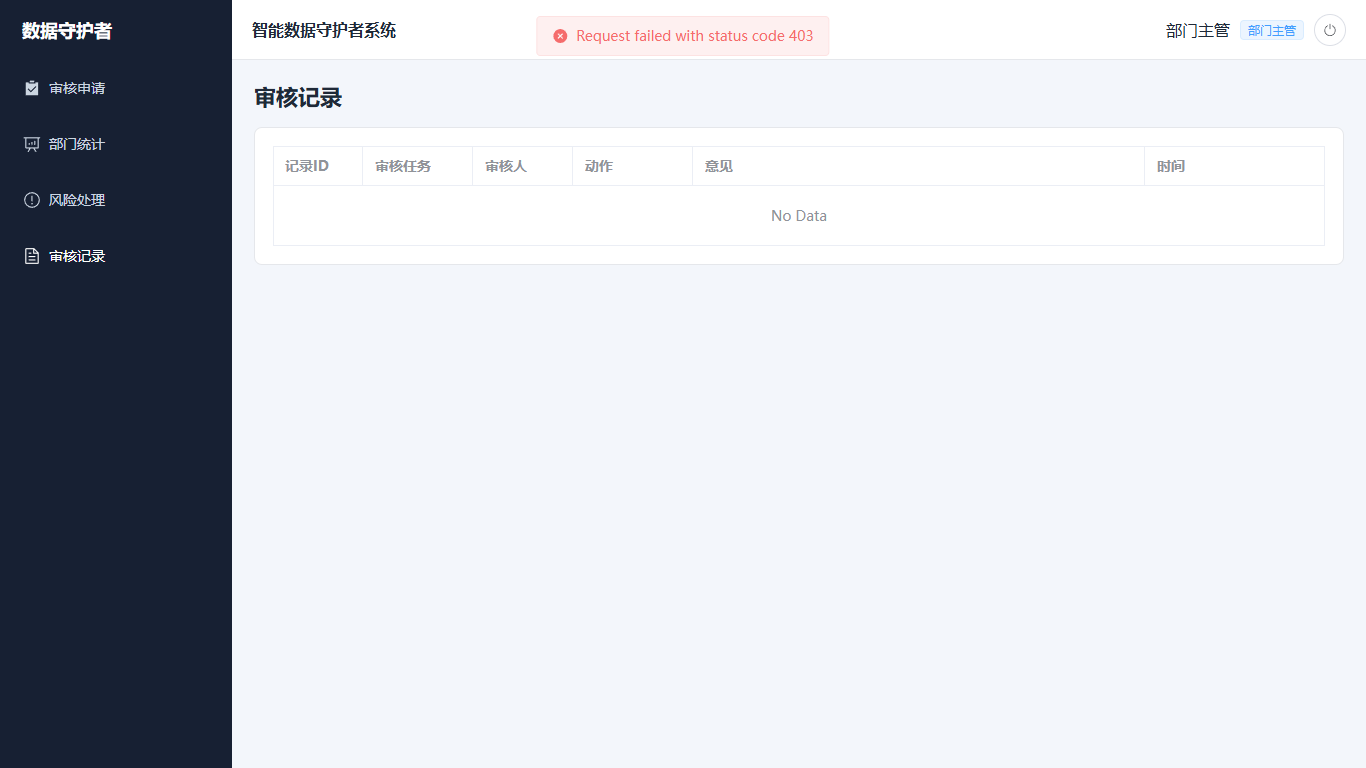 数据守护者
审核申请
部门统计
风险处理
审核记录
智能数据守护者系统
Request failed with status code 403
部门主管
部门主管
审核记录
记录ID 审核任务 审核人 动作 意见 时间
No Data